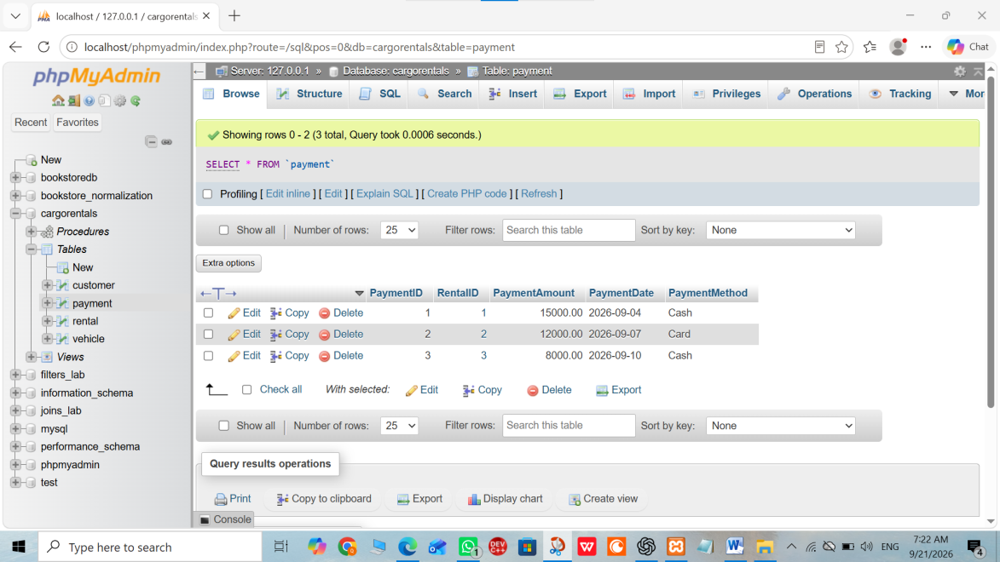 localhost / 127.0.0.1 / cargorentals
localhost/phpmyadmin/index.php?route=/sql&pos=0&db=cargorentals&table=payment
Chat
phpMyAdmin
Recent Favorites
New
bookstoredb
bookstore_normalization
cargorentals
Procedures
Tables
New
customer
payment
rental
vehicle
Views
filters_lab
information_schema
joins_lab
mysql
performance_schema
phpmyadmin
test
Server: 127.0.0.1 » Database: cargorentals » Table: payment
Browse Structure SQL Search Insert Export Import Privileges Operations Tracking Mor
Showing rows 0 - 2 (3 total, Query took 0.0006 seconds.)
SELECT * FROM `payment`
Profiling [ Edit inline ] [ Edit ] [ Explain SQL ] [ Create PHP code ] [ Refresh ]
Show all Number of rows: 25 Filter rows: Search this table Sort by key: None
Extra options
←T→ PaymentID RentalID PaymentAmount PaymentDate PaymentMethod
Edit Copy Delete 1 1 15000.00 2026-09-04 Cash
Edit Copy Delete 2 2 12000.00 2026-09-07 Card
Edit Copy Delete 3 3 8000.00 2026-09-10 Cash
Check all With selected: Edit Copy Delete Export
Show all Number of rows: 25 Filter rows: Search this table Sort by key: None
Query results operations
Print Copy to clipboard Export Display chart Create view
Console
Type here to search
1
DEV C++
W
ENG
7:22 AM
9/21/2026
4